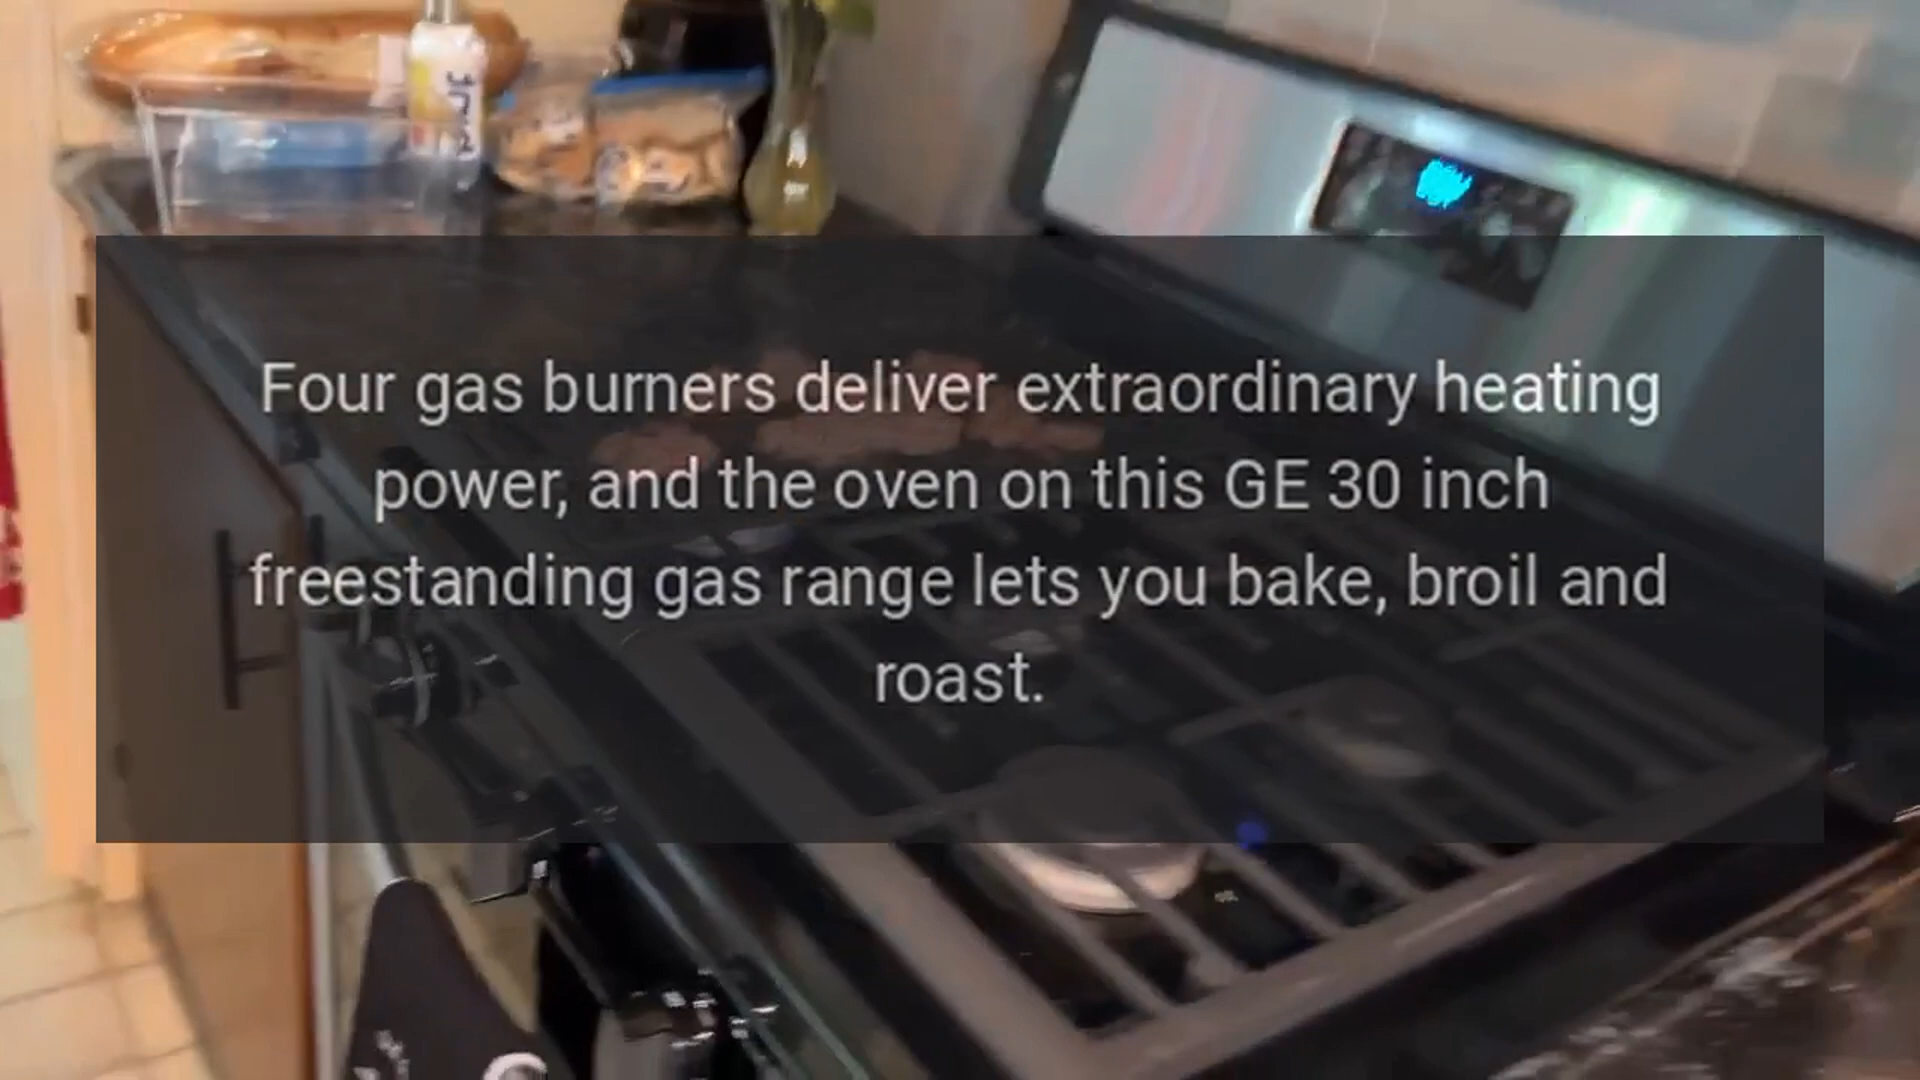 Four gas burners deliver extraordinary heating
power, and the oven on this GE 30 inch
freestanding gas range lets you bake, broil and
roast.